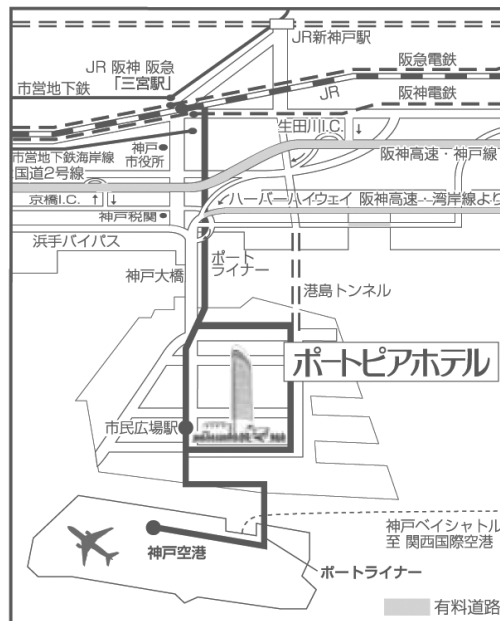 JR新神戸駅
JR 阪神 阪急
「三宮駅」
阪急電鉄
市営地下鉄
JR
阪神電鉄
生田川I.C.
↓
神戸
市役所
市営地下鉄海岸線
阪神高速・神戸線
国道2号線
京橋I.C.
↑
↓
ハーバーハイウェイ
阪神高速--湾岸線より
神戸税関
浜手バイパス
ポート
ライナー
神戸大橋
港島トンネル
ポートピアホテル
市民広場駅
神戸空港
神戸ベイシャトル
至 関西国際空港
ポートライナー
有料道路